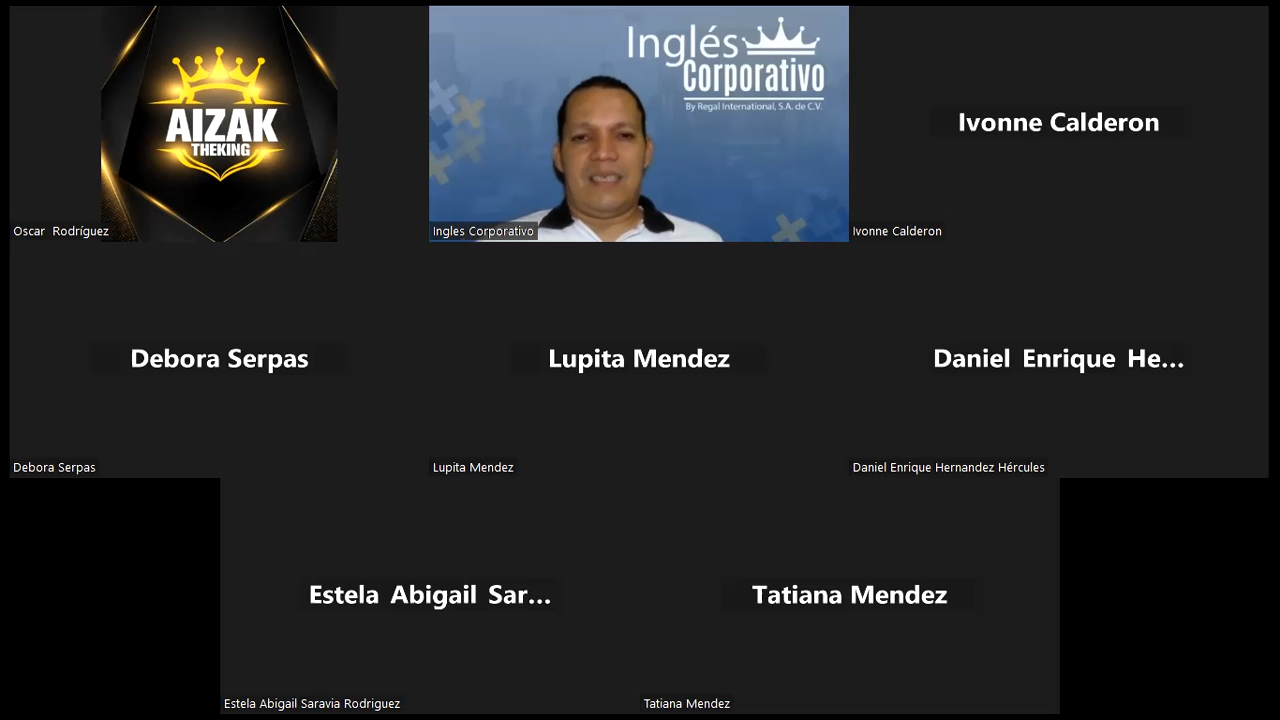 AIZAK
THEKING
Oscar Rodríguez
Inglés
Corporativo
By Regal International, S.A. de C.V.
Ingles Corporativo
Ivonne Calderon
Ivonne Calderon
Debora Serpas
Debora Serpas
Lupita Mendez
Lupita Mendez
Daniel Enrique He...
Daniel Enrique Hernandez Hércules
Estela Abigail Sar...
Estela Abigail Saravia Rodriguez
Tatiana Mendez
Tatiana Mendez